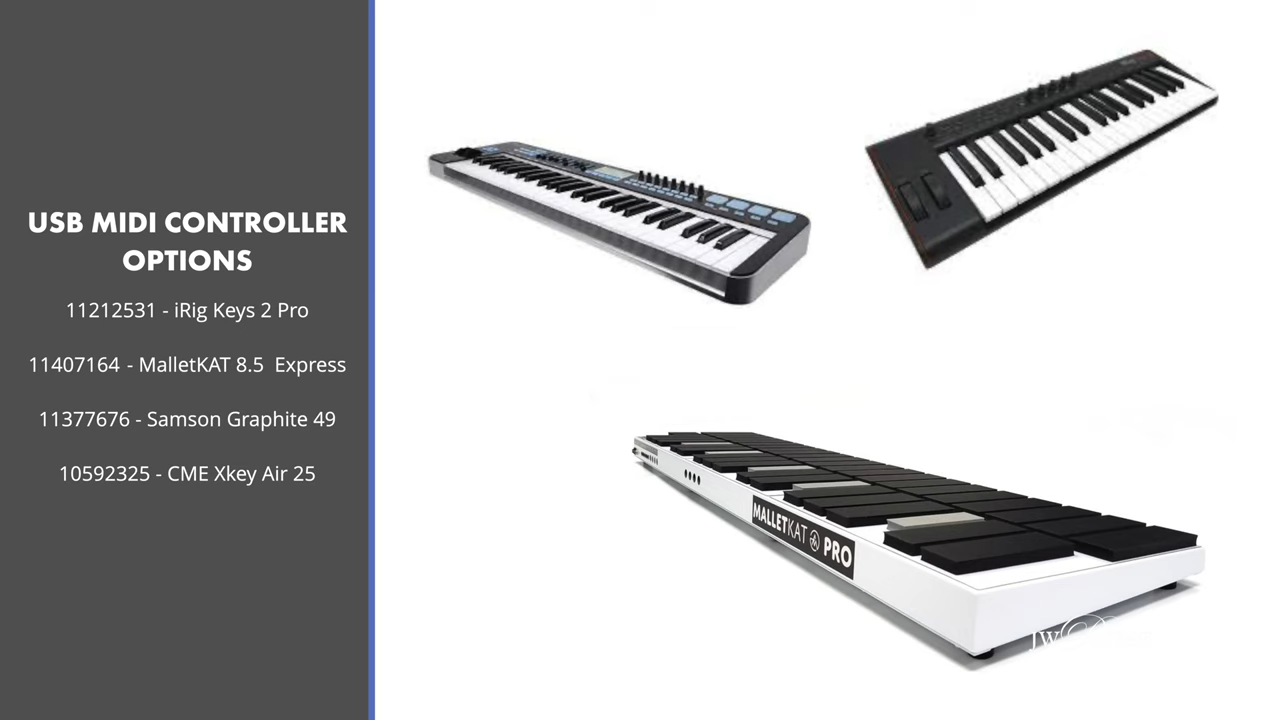 USB MIDI CONTROLLER
OPTIONS
11212531 - iRig Keys 2 Pro
11407164 - MalletKAT 8.5  Express
11377676 - Samson Graphite 49
10592325 - CME Xkey Air 25
MALLETKAT PRO
JW